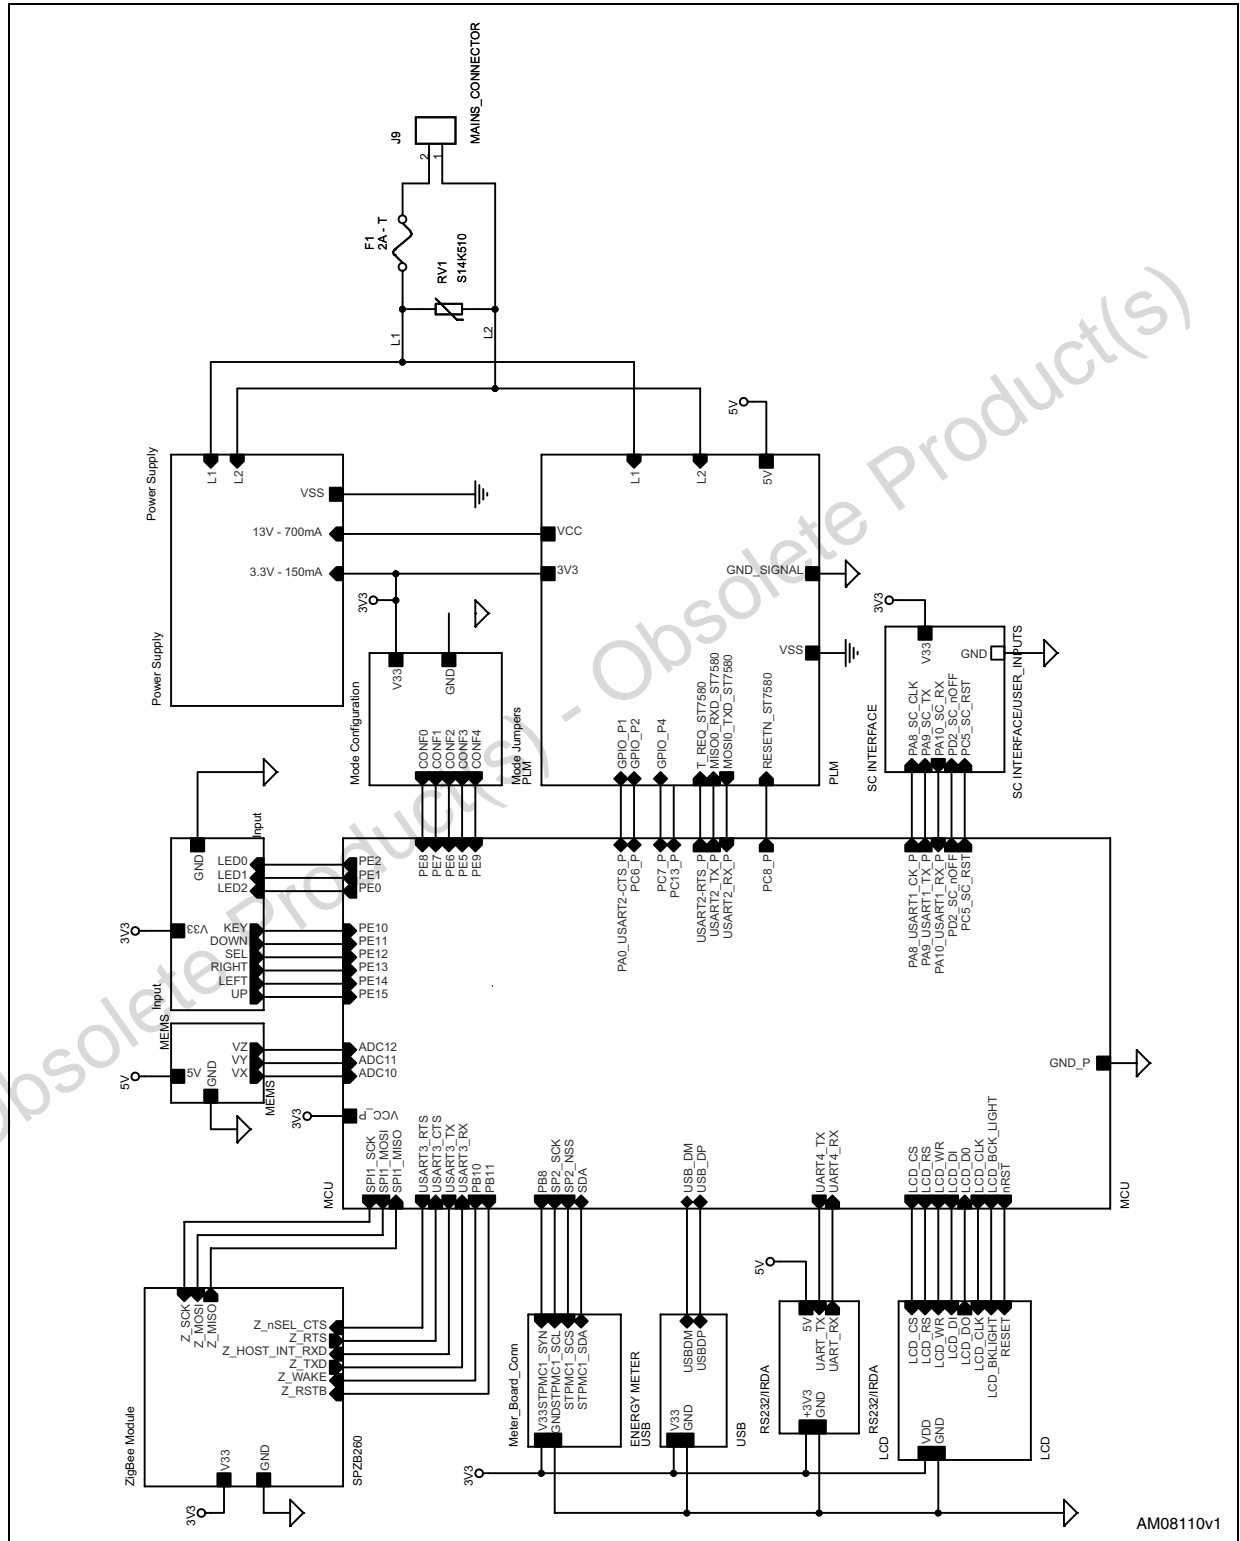 MAINS_CONNECTOR
J9
2
1
F1
2A - T
RV1
S14K510
L1
L2
Power Supply
L1
L2
VSS
13V - 700mA
3.3V - 150mA
Power Supply
3V3
5V
L1
L2
5V
VCC
3V3
GND_SIGNAL
VSS
GPIO_P1
GPIO_P2
GPIO_P4
T_REQ_ST7580
MISO0_RXD_ST7580
MOSI0_TXD_ST7580
RESETN_ST7580
PLM
PLM
Mode Configuration
V33
GND
CONF0
CONF1
CONF2
CONF3
CONF4
Mode Jumpers
3V3
SC INTERFACE
V33
GND
PA8_SC_CLK
PA9_SC_TX
PA10_SC_RX
PD2_SC_nOFF
PC5_SC_RST
SC INTERFACE/USER_INPUTS
Input
GND
LED0
LED1
LED2
3V3
V33
KEY
DOWN
SEL
RIGHT
LEFT
UP
Input
MEMS
5V
5V
GND
VZ
VY
VX
MEMS
PE8
PE7
PE6
PE5
PE9
PE2
PE1
PE0
PE10
PE11
PE12
PE13
PE14
PE15
ADC12
ADC11
ADC10
3V3
VCC_P
PA0_USART2-CTS_P
PC6_P
PC7_P
PC13_P
USART2-RTS_P
USART2_TX_P
USART2_RX_P
PC8_P
PA8_USART1_CK_P
PA9_USART1_TX_P
PA10_USART1_RX_P
PD2_SC_nOFF
PC5_SC_RST
GND_P
MCU
SPI1_SCK
SPI1_MOSI
SPI1_MISO
USART3_RTS
USART3_CTS
USART3_TX
USART3_RX
PB10
PB11
PB8
SP2_SCK
SP2_NSS
SDA
USB_DM
USB_DP
UART4_TX
UART4_RX
LCD_CS
LCD_RS
LCD_WR
LCD_DI
LCD_D0
LCD_CLK
LCD_BCK_LIGHT
nRST
MCU
ZigBee Module
Z_SCK
Z_MOSI
Z_MISO
Z_nSEL_CTS
Z_RTS
Z_HOST_INT_RXD
Z_TXD
Z_WAKE
Z_RSTB
V33
GND
3V3
SPZB260
Meter_Board_Conn
V33
STPMC1_SYN
GND
STPMC1_SCL
STPMC1_SCS
STPMC1_SDA
ENERGY METER
USB
USBDM
USBDP
V33
GND
USB
5V
RS232/IRDA
5V
UART_TX
UART_RX
+3V3
GND
RS232/IRDA
LCD
LCD_CS
LCD_RS
LCD_WR
LCD_DI
LCD_DO
LCD_CLK
LCD_BKLIGHT
RESET
VDD
GND
LCD
3V3
AM08110v1
Obsolete Product(s) - Obsolete Product(s)